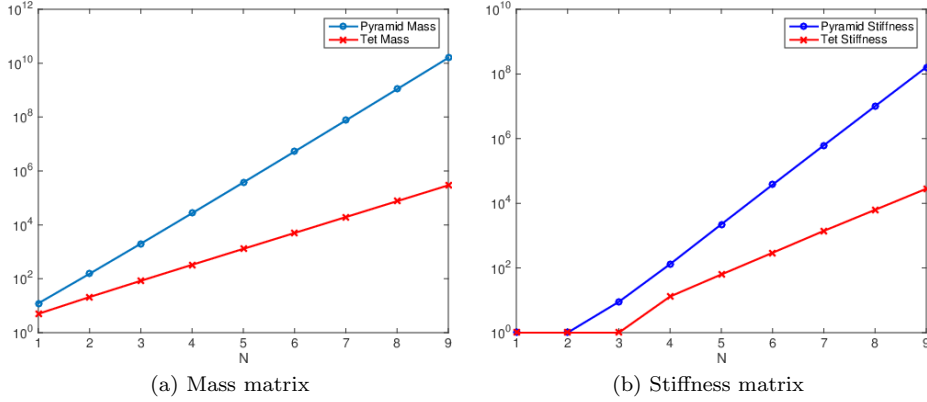 10^12
10^10
10^8
10^6
10^4
10^2
10^0
1 2 3 4 5 6 7 8 9
N
Pyramid Mass
Tet Mass
(a) Mass matrix
10^10
10^8
10^6
10^4
10^2
10^0
1 2 3 4 5 6 7 8 9
N
Pyramid Stiffness
Tet Stiffness
(b) Stiffness matrix